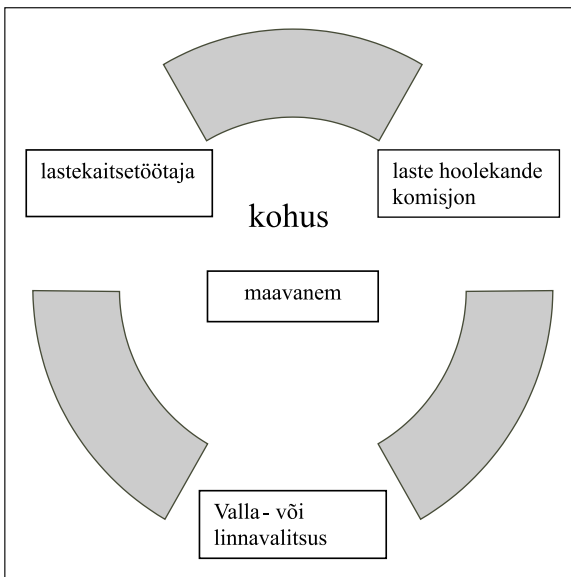 lastekaitsetöötaja
laste hoolekande
komisjon
kohus
maavanem
Valla- või
linnavalitsus